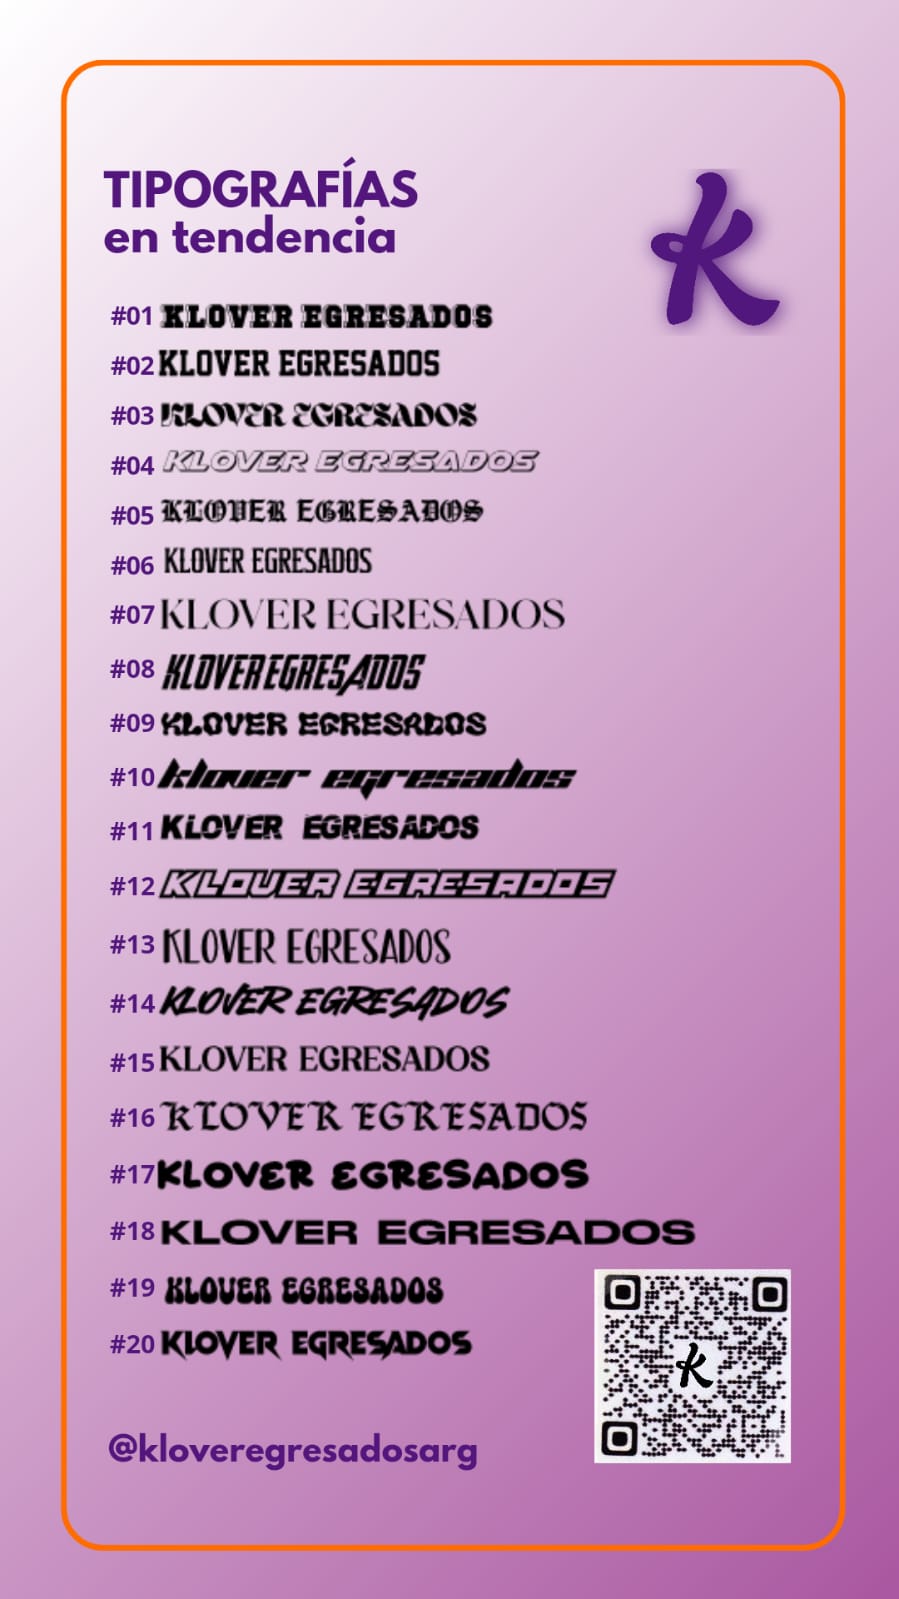 TIPOGRAFÍAS
en tendencia
k
#01 KLOVER EGRESADOS
#02 KLOVER EGRESADOS
#03 KLOVER EGRESADOS
#04 KLOVER EGRESADOS
#05 KLOVER EGRESADOS
#06 KLOVER EGRESADOS
#07 KLOVER EGRESADOS
#08 KLOVER EGRESADOS
#09 KLOVER EGRESADOS
#10 klover egresados
#11 KLOVER EGRESADOS
#12 KLOVER EGRESADOS
#13 KLOVER EGRESADOS
#14 KLOVER EGRESADOS
#15 KLOVER EGRESADOS
#16 KLOVER EGRESADOS
#17 KLOVER EGRESADOS
#18 KLOVER EGRESADOS
#19 KLOVER EGRESADOS
#20 KLOVER EGRESADOS
k
@kloveregresadosarg